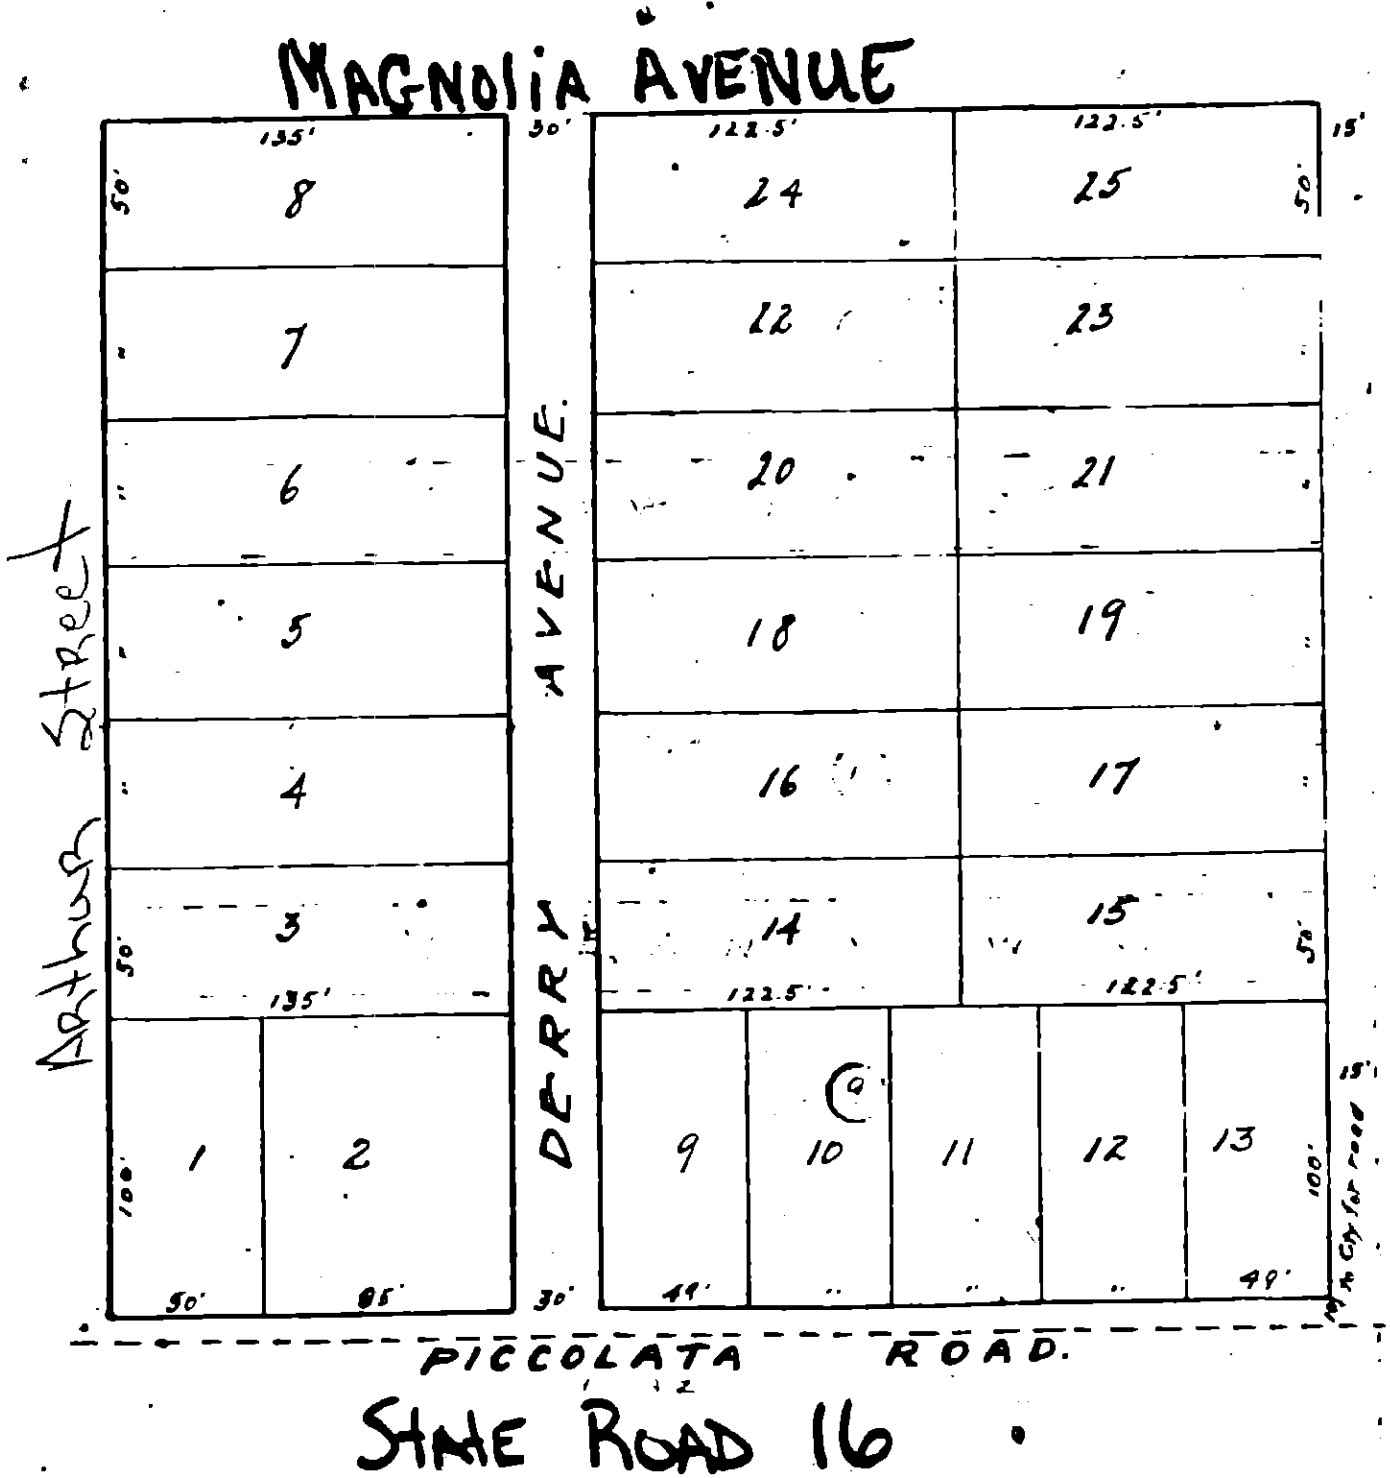 MAGNOLIA AVENUE
135' 30' 122.5' 122.5' 15'
50' 8 24 25 50'
" 7 22 23
" 6 20 21 "
" 5 18 19 "
" 4 16 17 "
50' 3 14 15 50'
135' 122.5' 122.5'
15'
1 2 9 10 11 12 13
100' 100'
50' 85' 30' 49' " " " 49'
Arthur Street
DERRY AVENUE.
for road
PICCOLATA ROAD.
STATE ROAD 16